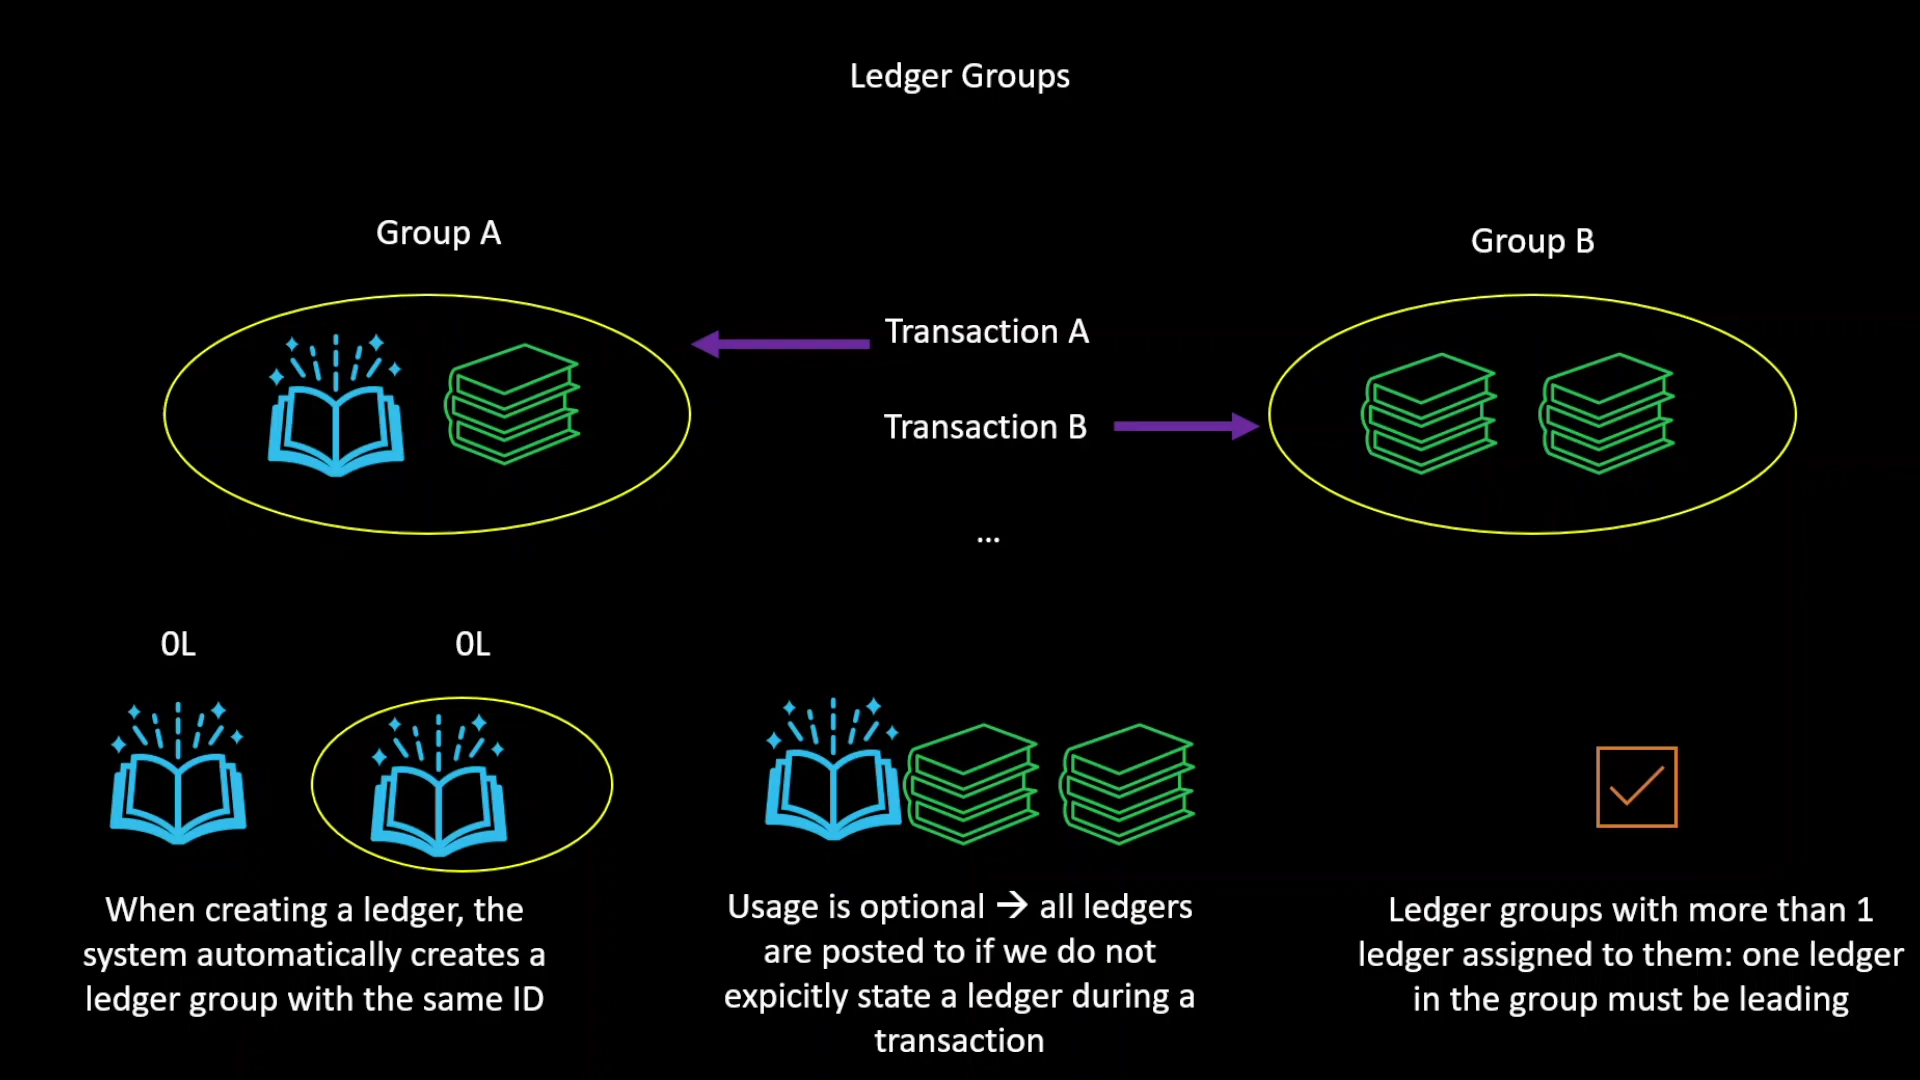 Ledger Groups
Group A
Group B
Transaction A
Transaction B
...
0L
0L
When creating a ledger, the
system automatically creates a
ledger group with the same ID
Usage is optional → all ledgers
are posted to if we do not
expicitly state a ledger during a
transaction
Ledger groups with more than 1
ledger assigned to them: one ledger
in the group must be leading